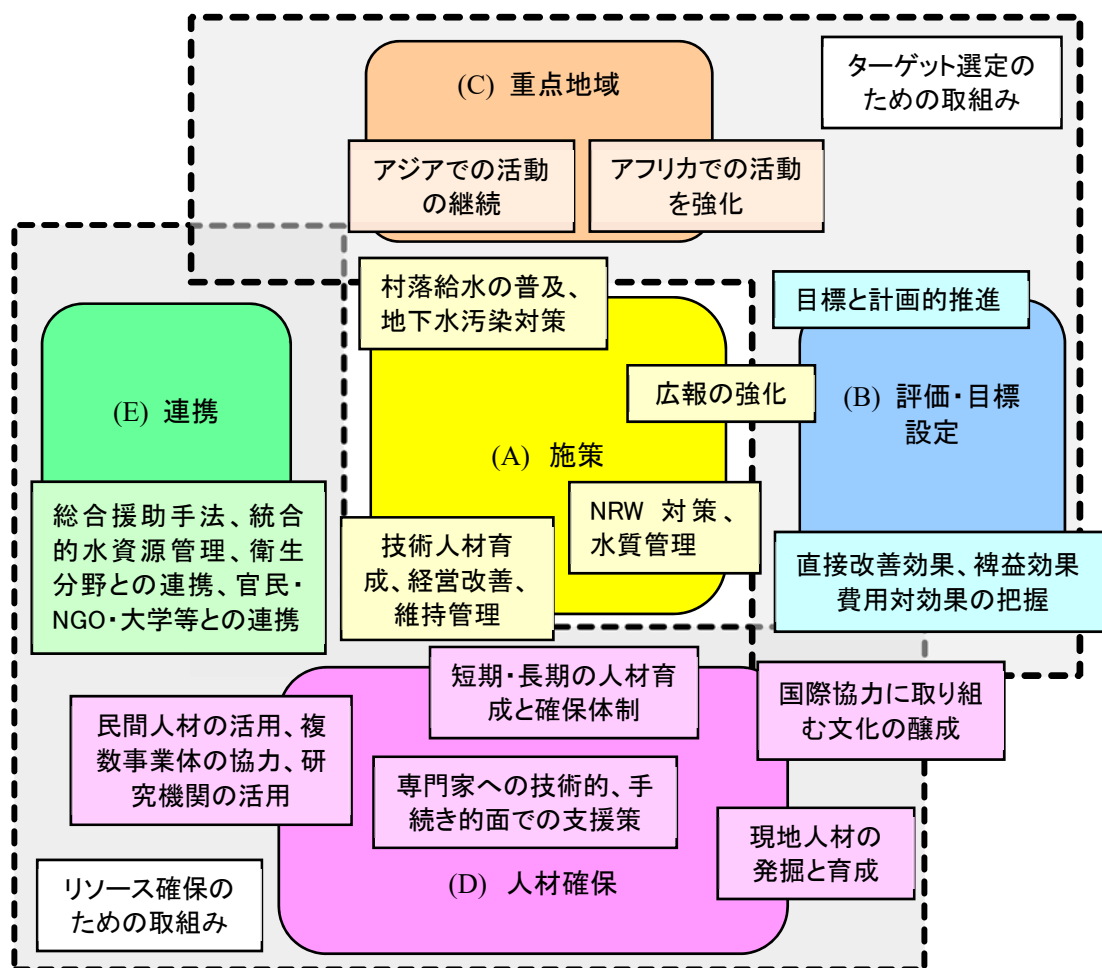 (C) 重点地域
ターゲット選定の
ための取組み
アジアでの活動
の継続
アフリカでの活動
を強化
村落給水の普及、
地下水汚染対策
目標と計画的推進
広報の強化
(E) 連携
(B) 評価・目標
設定
(A) 施策
総合援助手法、統合
的水資源管理、衛生
分野との連携、官民・
NGO・大学等との連携
技術人材育
成、経営改善、
維持管理
NRW 対策、
水質管理
直接改善効果、裨益効果
費用対効果の把握
短期・長期の人材育
成と確保体制
国際協力に取り組
む文化の醸成
民間人材の活用、複
数事業体の協力、研
究機関の活用
専門家への技術的、手
続き的面での支援策
現地人材の
発掘と育成
リソース確保の
ための取組み
(D) 人材確保